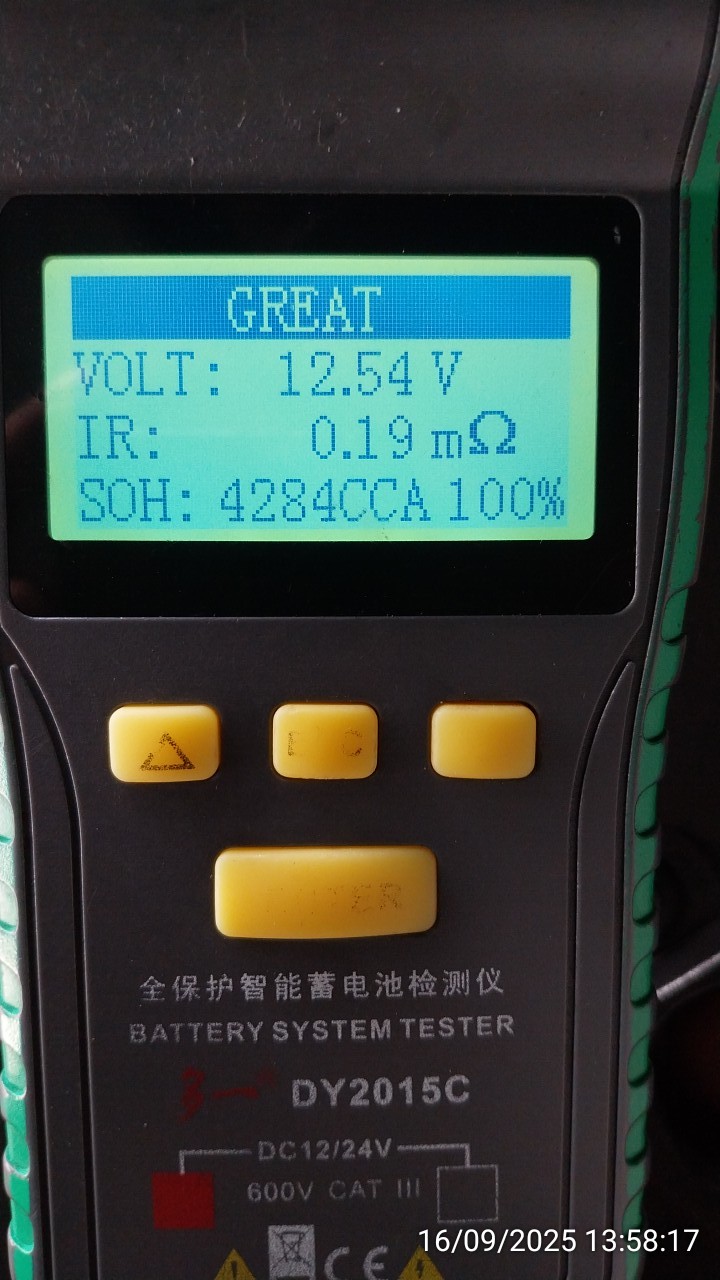 GREAT
VOLT: 12.54 V
IR: 0.19 mΩ
SOH: 4284CCA 100%
全保护智能蓄电池检测仪
BATTERY SYSTEM TESTER
DY2015C
DC12/24V
600V CAT III
CE
16/09/2025 13:58:17